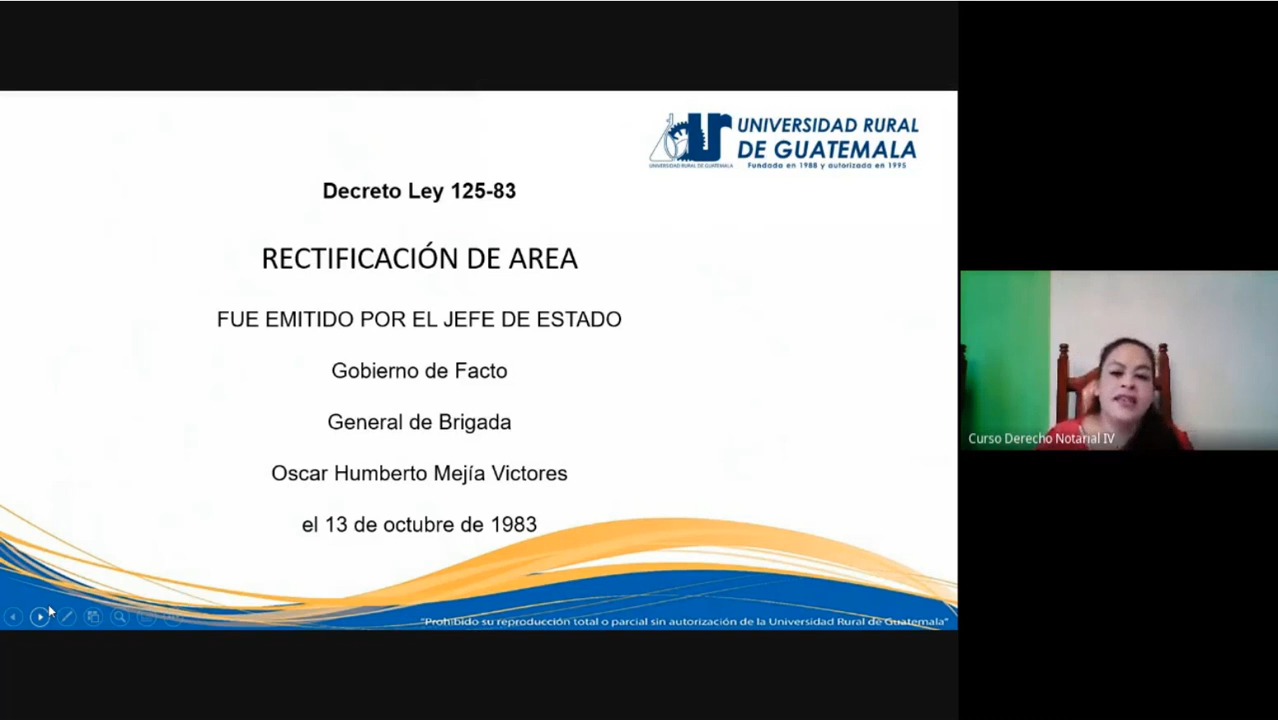 UNIVERSIDAD RURAL
DE GUATEMALA
UNIVERSIDAD RURAL DE GUATEMALA
Fundada en 1988 y autorizada en 1995
Decreto Ley 125-83
RECTIFICACIÓN DE AREA
FUE EMITIDO POR EL JEFE DE ESTADO
Gobierno de Facto
General de Brigada
Oscar Humberto Mejía Victores
el 13 de octubre de 1983
"Prohibido su reproducción total o parcial sin autorización de la Universidad Rural de Guatemala"
Curso Derecho Notarial IV